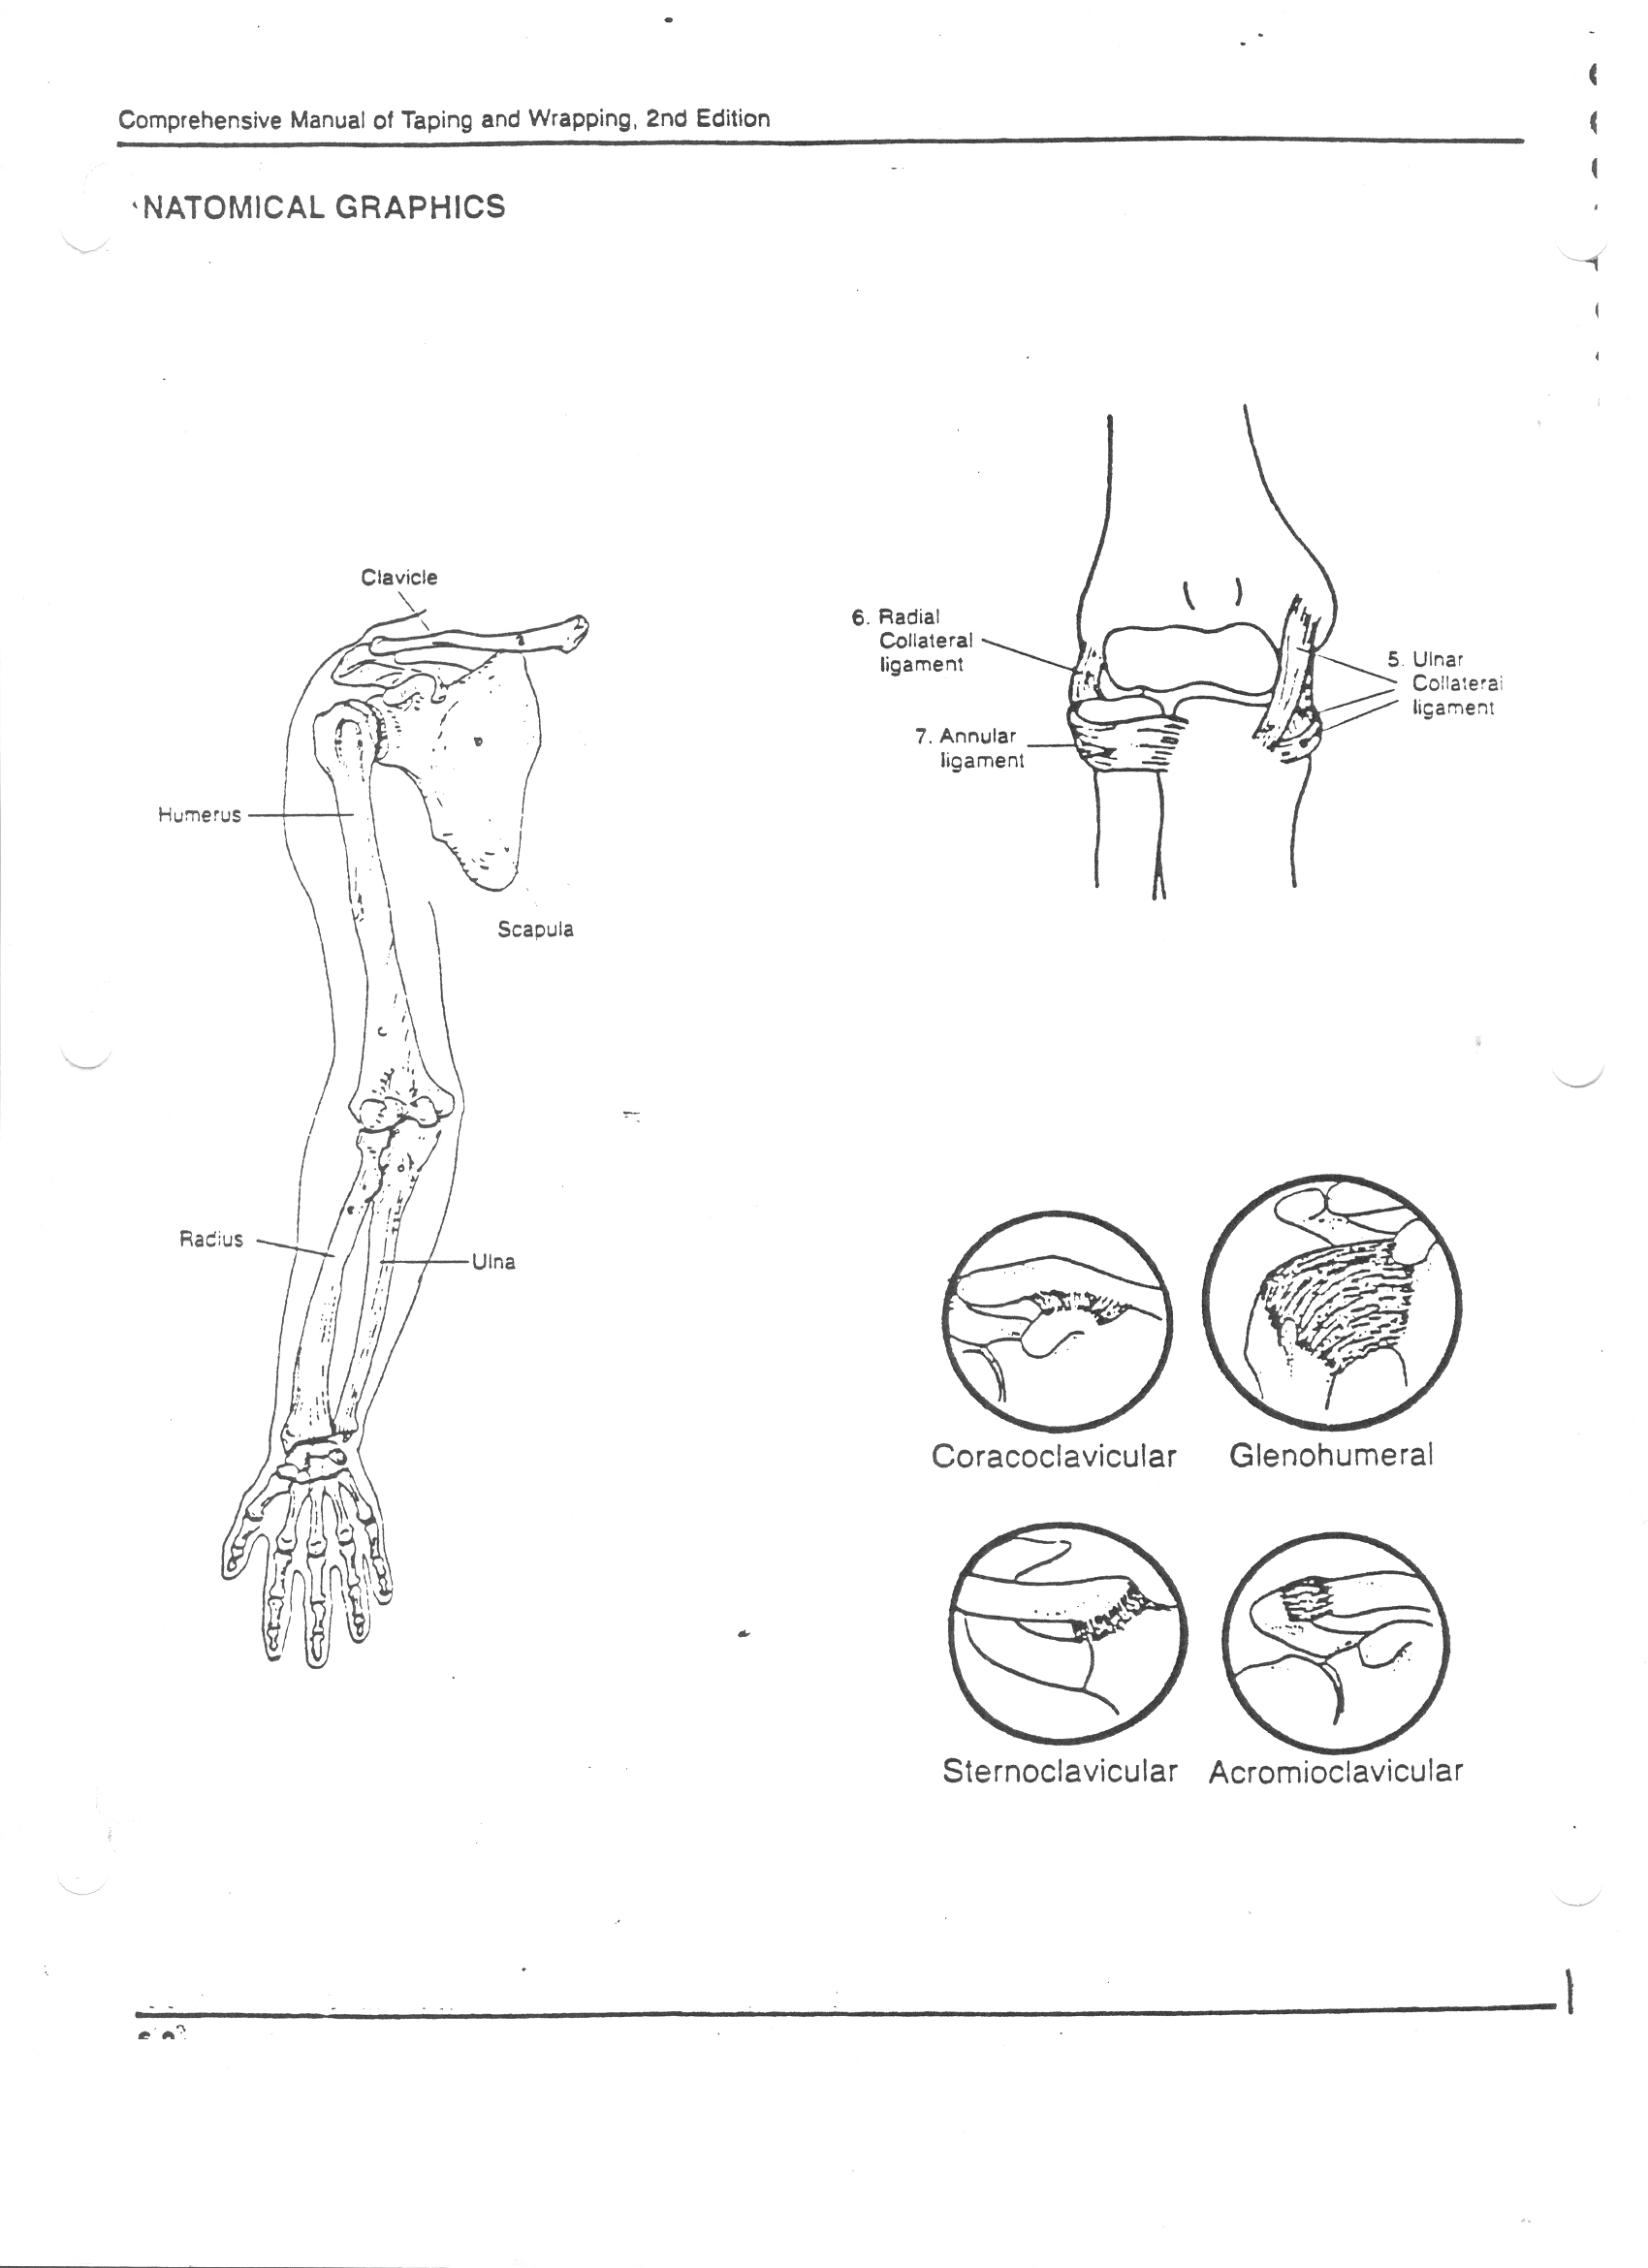 Comprehensive Manual of Taping and Wrapping, 2nd Edition
NATOMICAL GRAPHICS
Clavicle
Humerus
Scapula
Radius
Ulna
6. Radial
Collateral
ligament
7. Annular
ligament
5. Ulnar
Collateral
ligament
Coracoclavicular
Glenohumeral
Sternoclavicular
Acromioclavicular